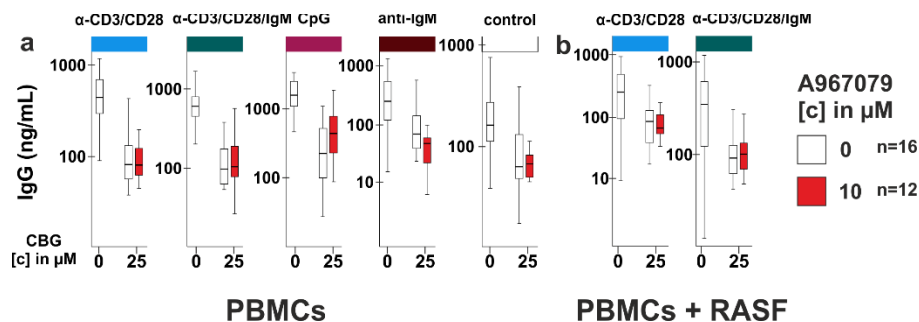 α-CD3/CD28 α-CD3/CD28/IgM CpG anti-IgM control α-CD3/CD28 α-CD3/CD28/IgM
a b
IgG (ng/mL)
1000 100
1000 100
1000 100
1000 100 10
1000 100
1000 100 10
1000 100
A967079
[c] in µM
0 n=16
10 n=12
CBG
[c] in µM
0 25 0 25 0 25 0 25 0 25 0 25 0 25
PBMCs PBMCs + RASF